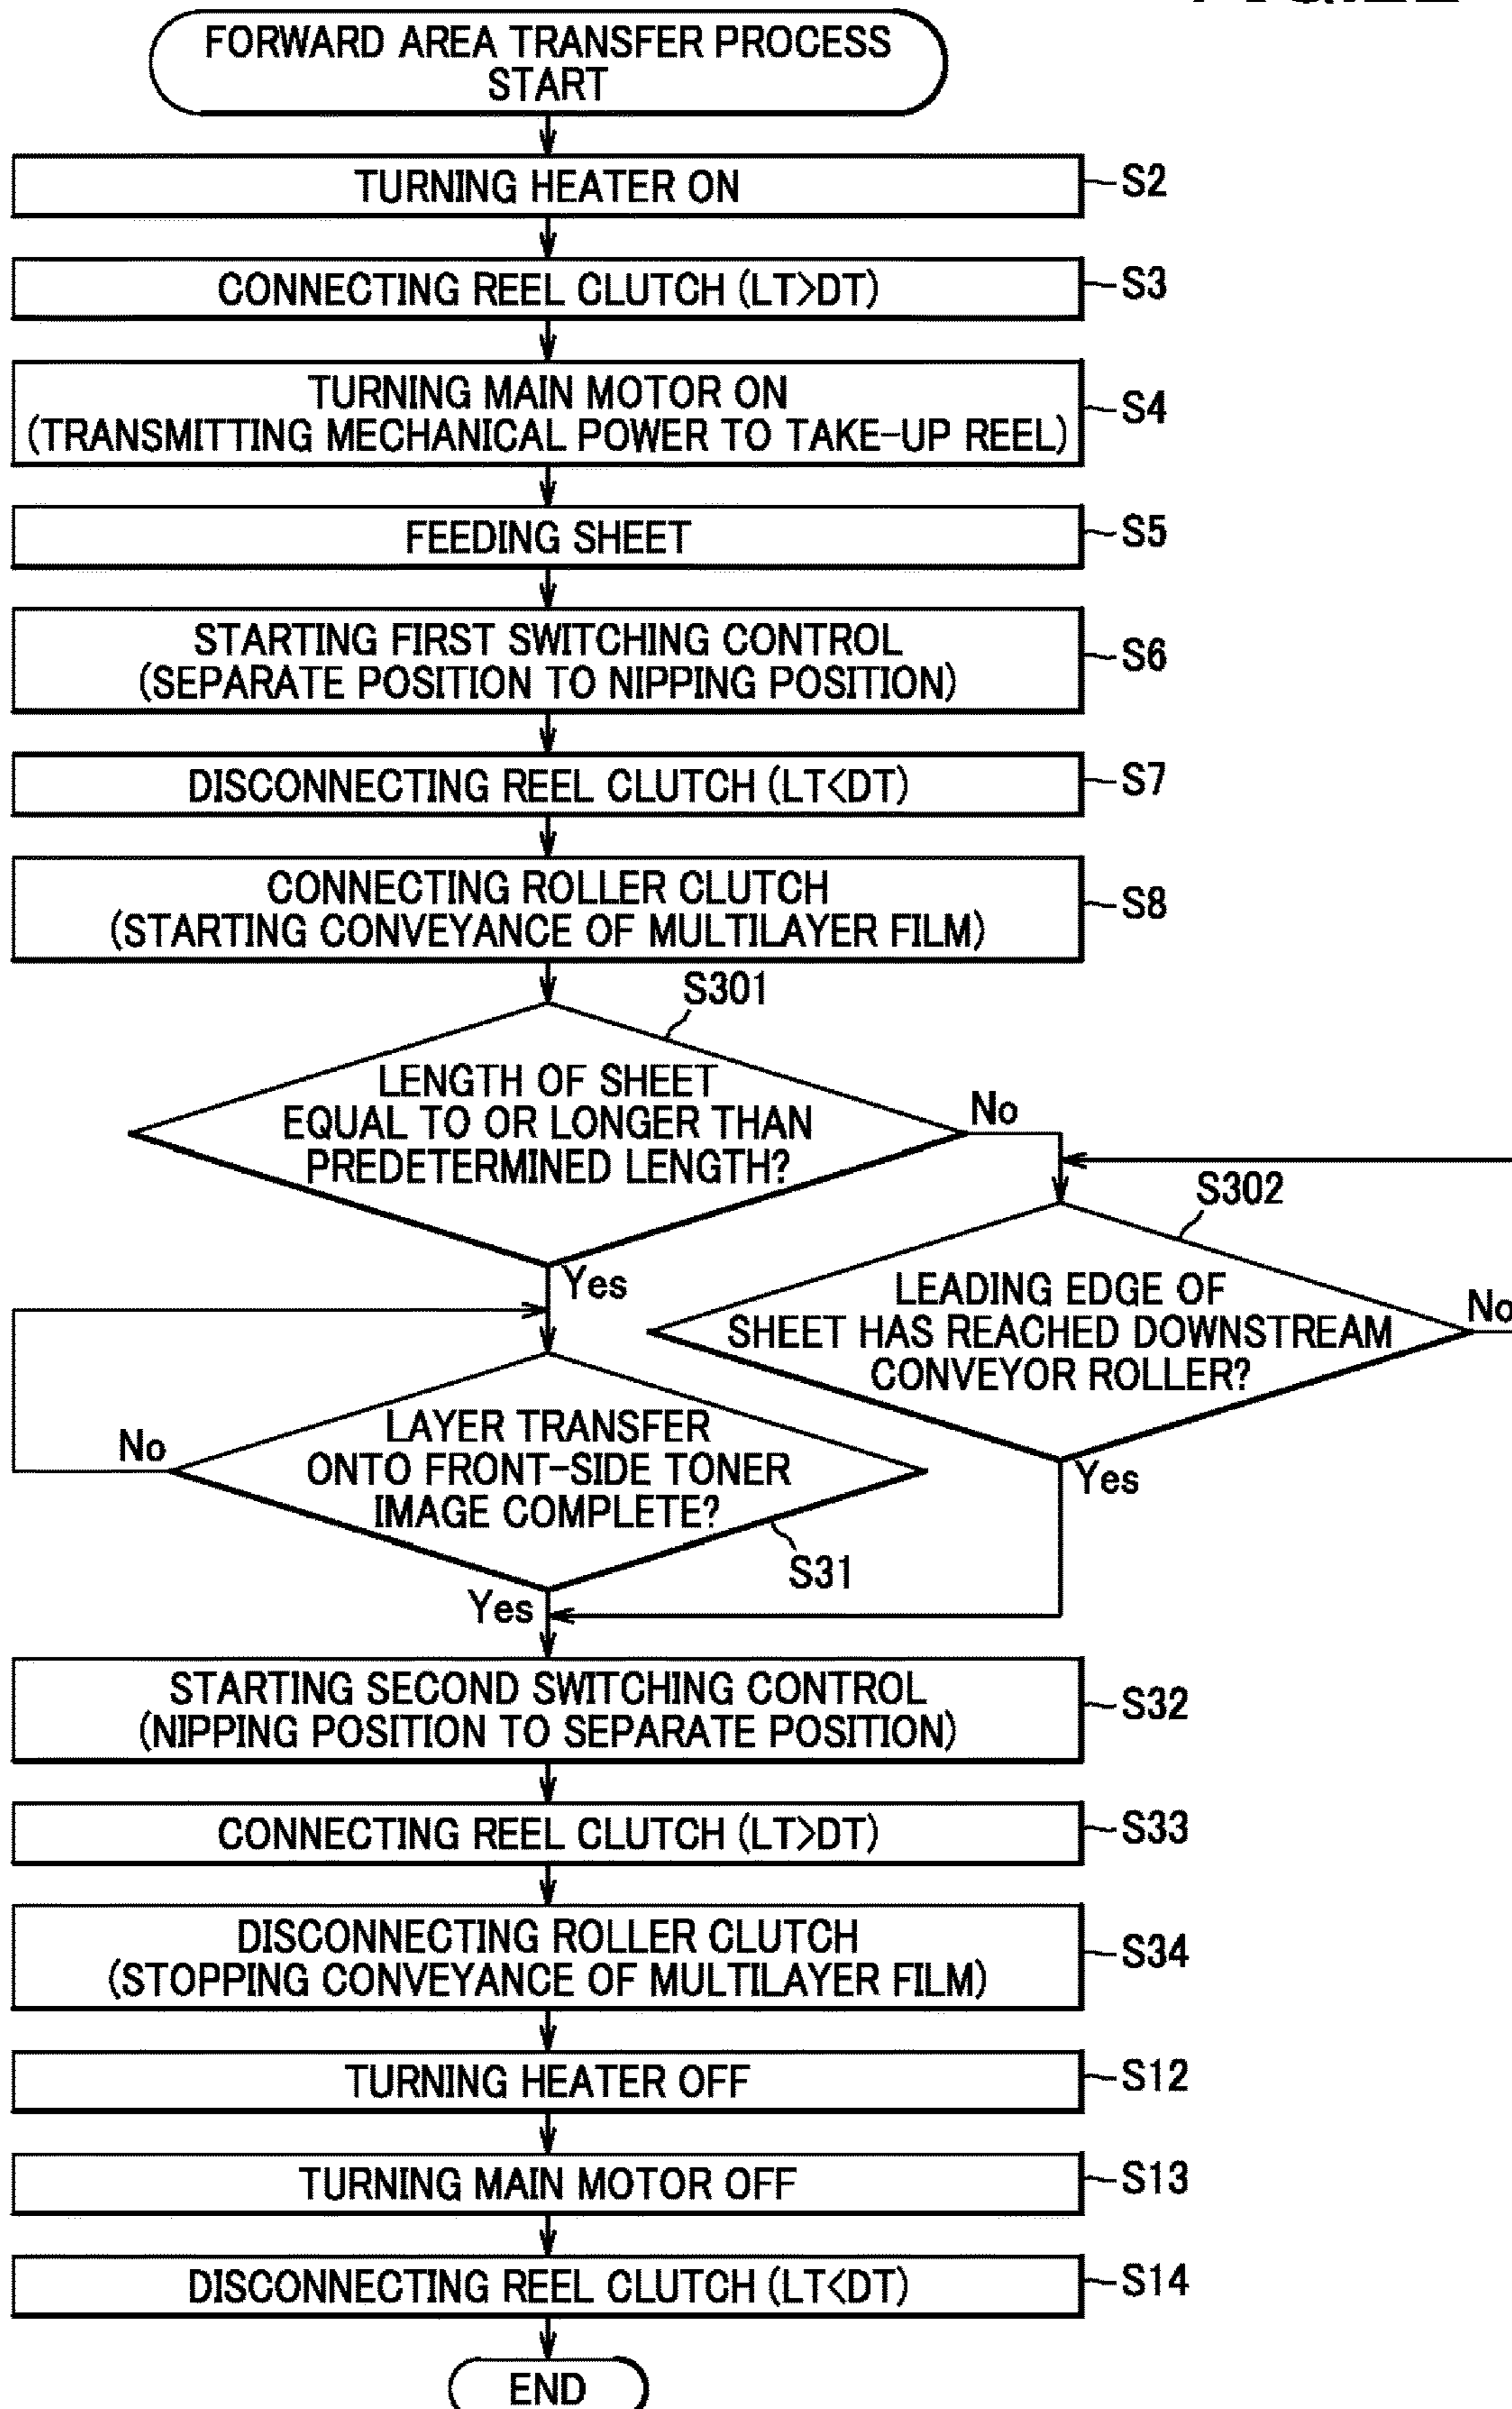 FORWARD AREA TRANSFER PROCESS
START
TURNING HEATER ON
S2
CONNECTING REEL CLUTCH (LT>DT)
S3
TURNING MAIN MOTOR ON
(TRANSMITTING MECHANICAL POWER TO TAKE-UP REEL)
S4
FEEDING SHEET
S5
STARTING FIRST SWITCHING CONTROL
(SEPARATE POSITION TO NIPPING POSITION)
S6
DISCONNECTING REEL CLUTCH (LT<DT)
S7
CONNECTING ROLLER CLUTCH
(STARTING CONVEYANCE OF MULTILAYER FILM)
S8
S301
LENGTH OF SHEET
EQUAL TO OR LONGER THAN
PREDETERMINED LENGTH?
No
Yes
S302
LEADING EDGE OF
SHEET HAS REACHED DOWNSTREAM
CONVEYOR ROLLER?
No
Yes
LAYER TRANSFER
ONTO FRONT-SIDE TONER
IMAGE COMPLETE?
No
S31
Yes
STARTING SECOND SWITCHING CONTROL
(NIPPING POSITION TO SEPARATE POSITION)
S32
CONNECTING REEL CLUTCH (LT>DT)
S33
DISCONNECTING ROLLER CLUTCH
(STOPPING CONVEYANCE OF MULTILAYER FILM)
S34
TURNING HEATER OFF
S12
TURNING MAIN MOTOR OFF
S13
DISCONNECTING REEL CLUTCH (LT<DT)
S14
END